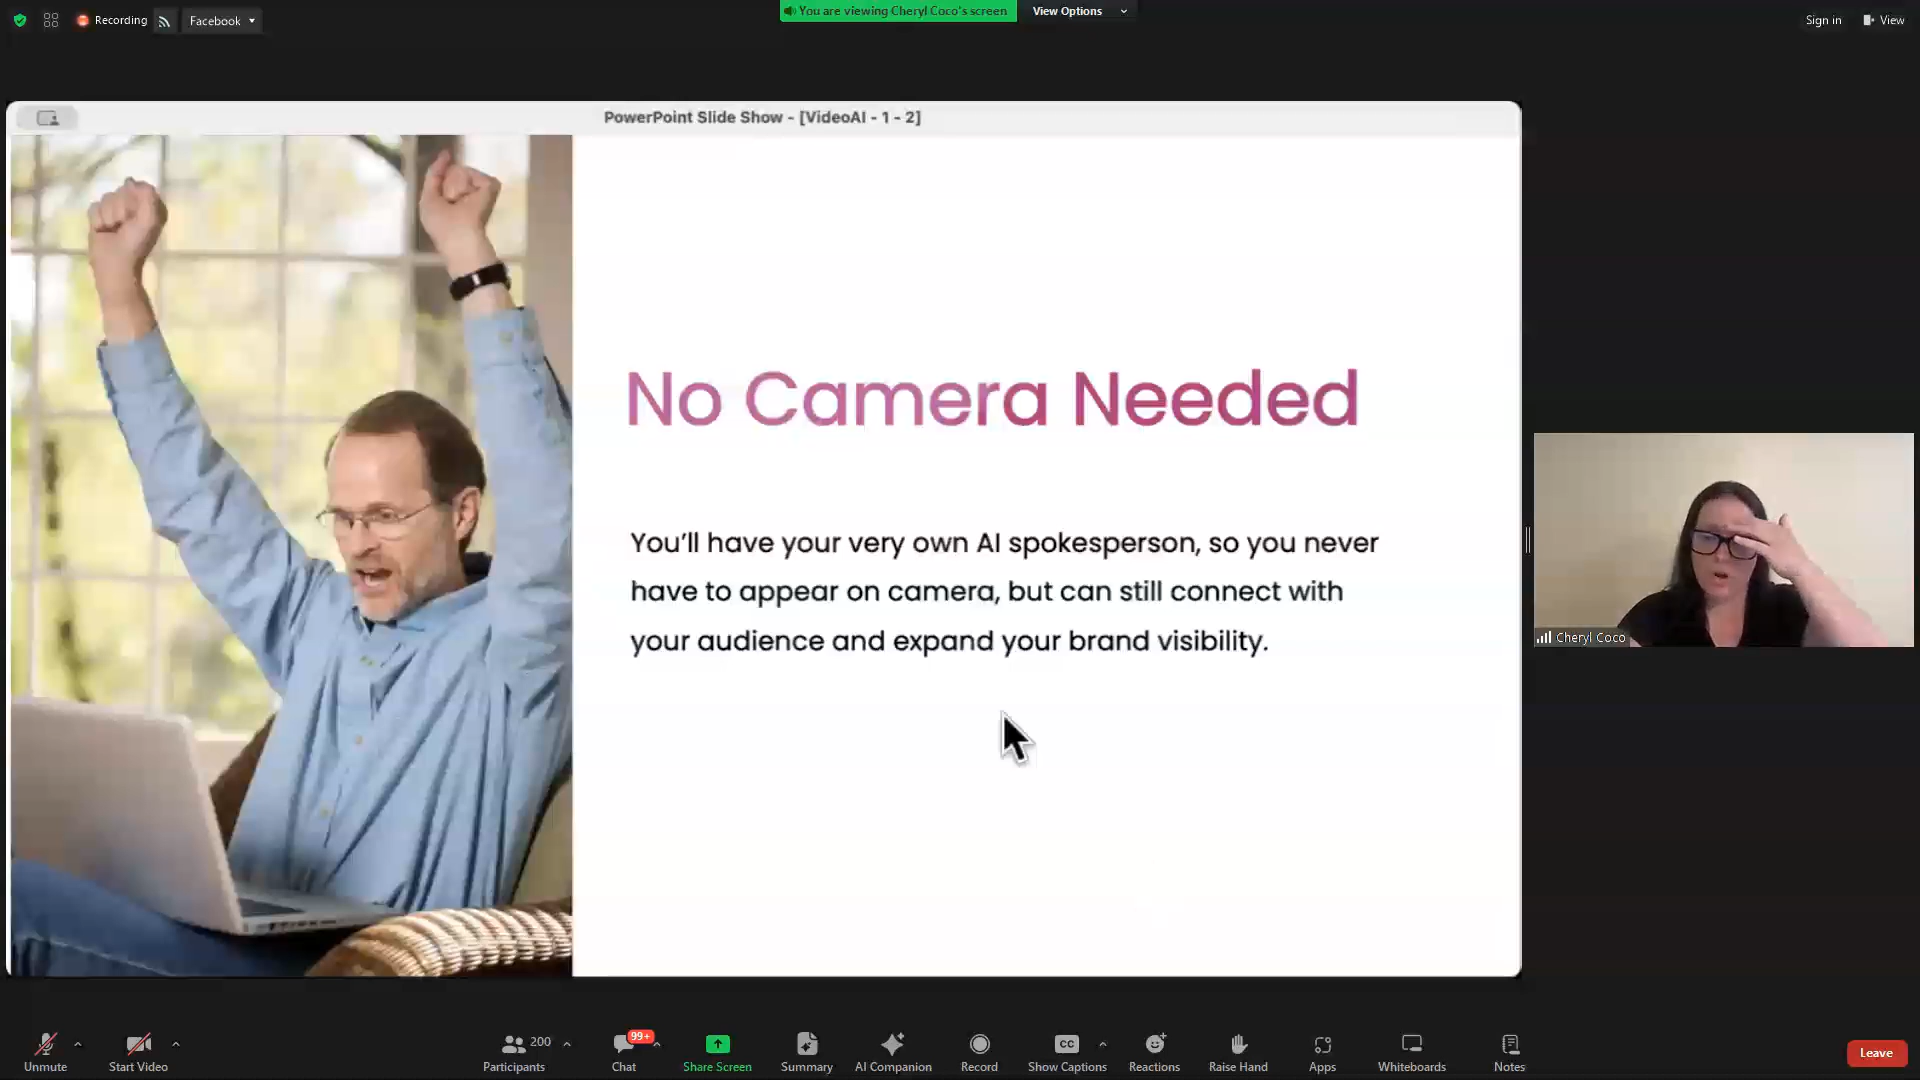 Recording
Facebook
You are viewing Cheryl Coco's screen
View Options
Sign in
View
PowerPoint Slide Show - [VideoAI - 1 - 2]
No Camera Needed
You'll have your very own AI spokesperson, so you never
have to appear on camera, but can still connect with
your audience and expand your brand visibility.
Cheryl Coco
Unmute
Start Video
200
Participants
99+
Chat
Share Screen
Summary
AI Companion
Record
CC
Show Captions
Reactions
Raise Hand
Apps
Whiteboards
Notes
Leave